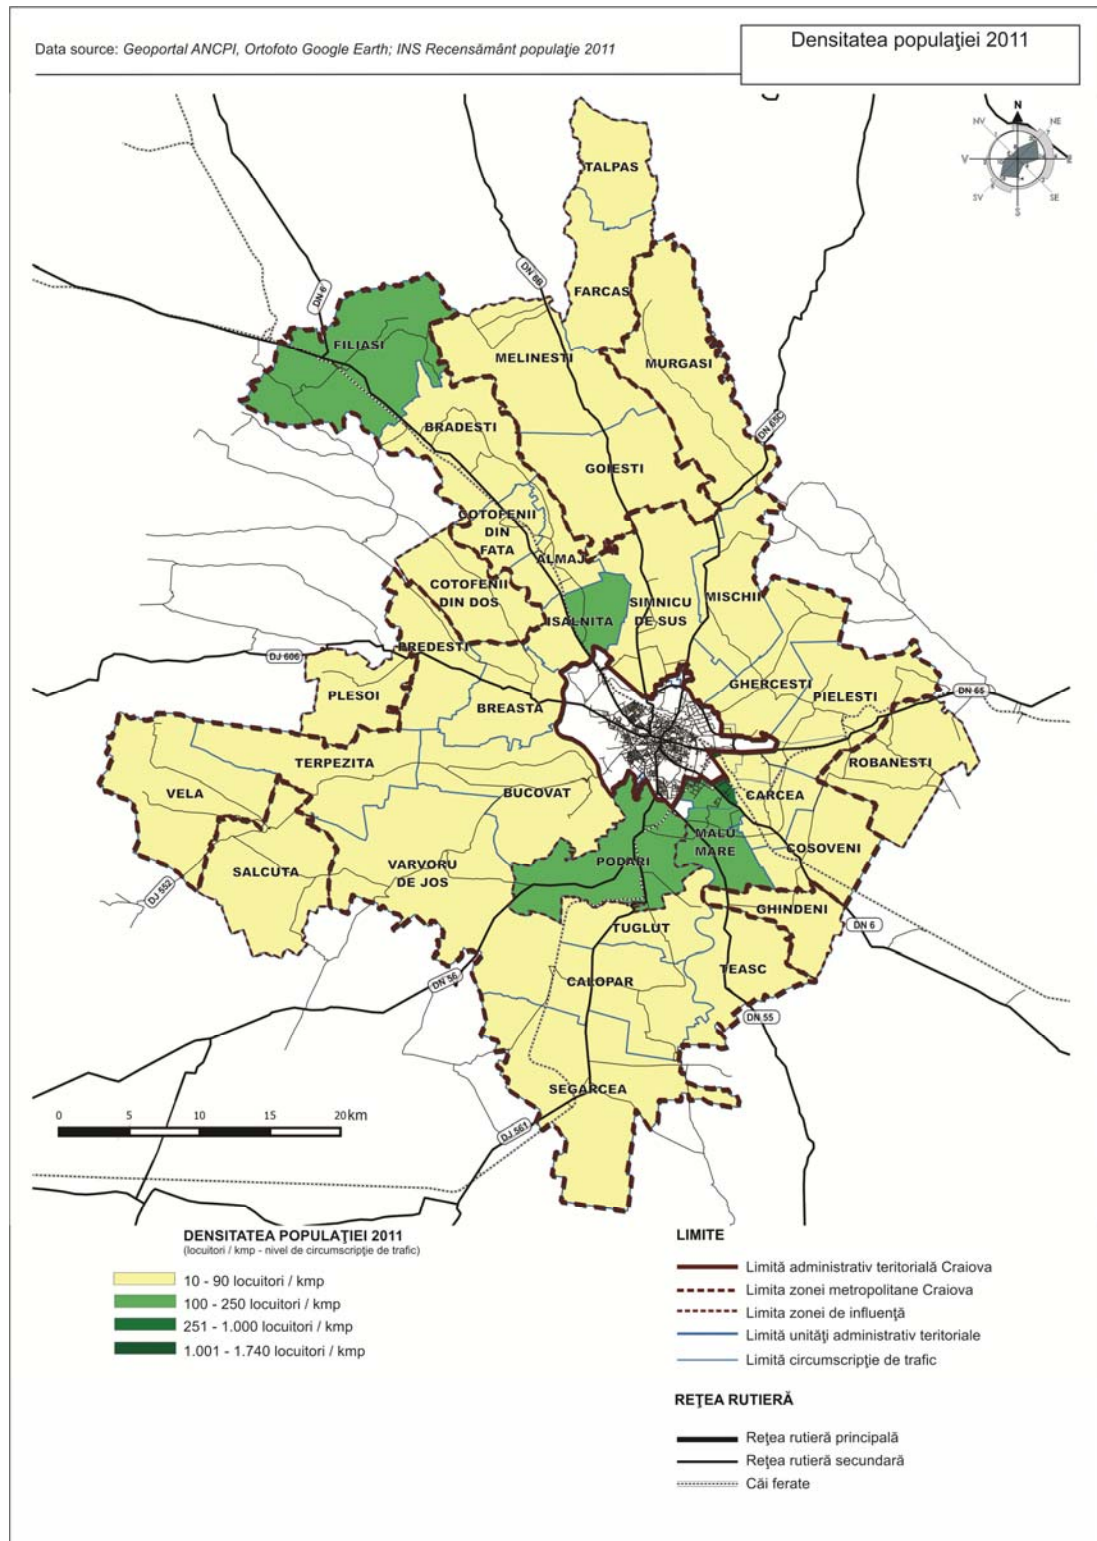 Data source: Geoportal ANCPI, Ortofoto Google Earth; INS Recensământ populaţie 2011
Densitatea populaţiei 2011
N
NV
NE
V
E
SV
SE
S
TALPAS
DN 6B
DN 6
FARCAS
FILIASI
MELINESTI
MURGASI
BRADESTI
DN 65C
GOIESTI
COTOFENII
DIN
FATA
ALMAJ
COTOFENII
DIN DOS
ISALNITA
SIMNICU
DE SUS
MISCHII
PREDESTI
DJ 606
PLESOI
GHERCESTI
PIELESTI
DN 65
BREASTA
TERPEZITA
ROBANESTI
VELA
BUCOVAT
CARCEA
MALU
MARE
COSOVENI
PODARI
SALCUTA
VARVORU
DE JOS
DJ 552
GHINDENI
DN 6
TUGLUT
TEASC
DN 56
CALOPAR
DN 55
SEGARCEA
DJ 561
0 5 10 15 20 km
DENSITATEA POPULAŢIEI 2011
(locuitori / kmp - nivel de circumscripţie de trafic)
10 - 90 locuitori / kmp
100 - 250 locuitori / kmp
251 - 1.000 locuitori / kmp
1.001 - 1.740 locuitori / kmp
LIMITE
Limită administrativ teritorială Craiova
Limita zonei metropolitane Craiova
Limita zonei de influenţă
Limită unităţi administrativ teritoriale
Limită circumscripţie de trafic
REŢEA RUTIERĂ
Reţea rutieră principală
Reţea rutieră secundară
Căi ferate